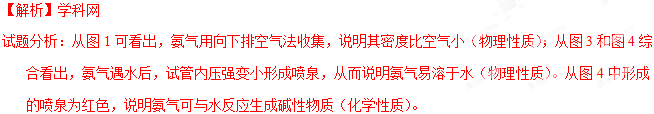 【解析】学科网
试题分析：从图1可看出，氨气用向下排空气法收集，说明其密度比空气小（物理性质）；从图3和图4综
合看出，氨气遇水后，试管内压强变小形成喷泉，从而说明氨气易溶于水（物理性质）。从图4中形成
的喷泉为红色，说明氨气可与水反应生成碱性物质（化学性质）。